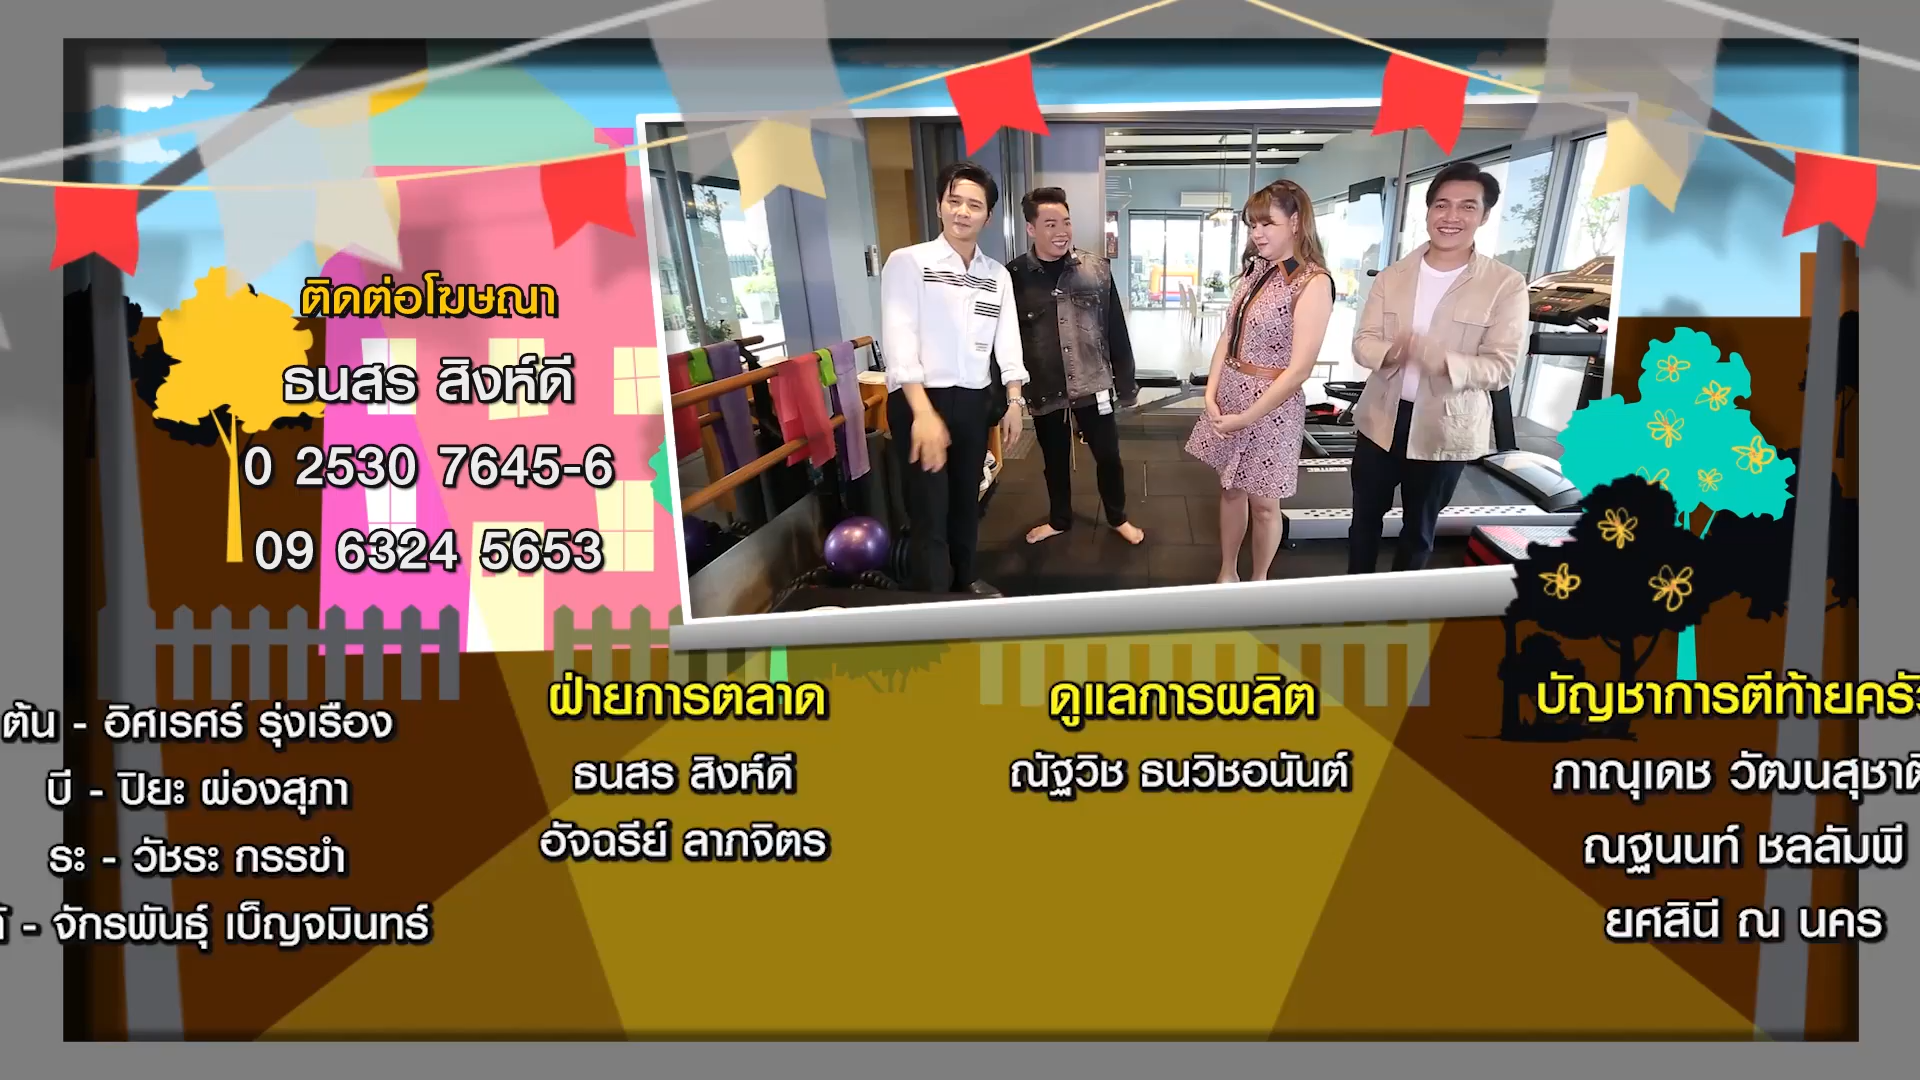 ติดต่อโฆษณา
ธนสร สิงห์ดี
0 2530 7645-6
09 6324 5653
ต้น - อิศเรศร์ รุ่งเรือง
บี - ปิยะ ผ่องสุภา
ระ - วัชระ กรรขำ
- จักรพันธุ์ เบ็ญจมินทร์
ฝ่ายการตลาด
ธนสร สิงห์ดี
อัจฉรีย์ ลาภจิตร
ดูแลการผลิต
ณัฐวิช ธนวิชอนันต์
บัญชาการตีท้ายครัว
ภาณุเดช วัฒนสุชาติ
ณฐนนท์ ชลลัมพี
ยศสินี ณ นคร